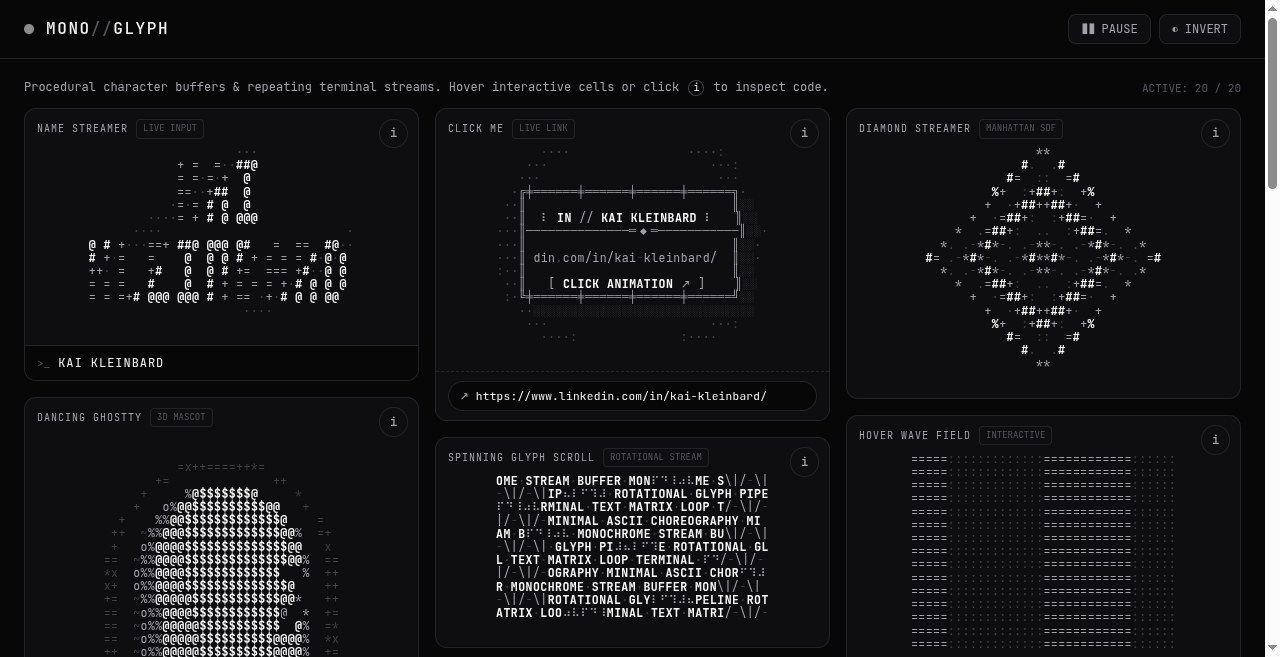 MONO//GLYPH
PAUSE
INVERT
Procedural character buffers & repeating terminal streams. Hover interactive cells or click i to inspect code.
ACTIVE: 20 / 20
NAME STREAMER LIVE INPUT i
>_ KAI KLEINBARD
CLICK ME LIVE LINK i
IN // KAI KLEINBARD
din.com/in/kai-kleinbard/
[ CLICK ANIMATION ↗ ]
↗ https://www.linkedin.com/in/kai-kleinbard/
DIAMOND STREAMER MANHATTAN SDF i
DANCING GHOSTTY 3D MASCOT i
SPINNING GLYPH SCROLL ROTATIONAL STREAM i
OME STREAM BUFFER MON ME S
IP ROTATIONAL GLYPH PIPE
RMINAL TEXT MATRIX LOOP T
MINIMAL ASCII CHOREOGRAPHY MI
AM B MONOCHROME STREAM BU
GLYPH PI E ROTATIONAL GL
L TEXT MATRIX LOOP TERMINAL
OGRAPHY MINIMAL ASCII CHOR
R MONOCHROME STREAM BUFFER MON
ROTATIONAL GLY PELINE ROT
ATRIX LOO MINAL TEXT MATRI
HOVER WAVE FIELD INTERACTIVE i